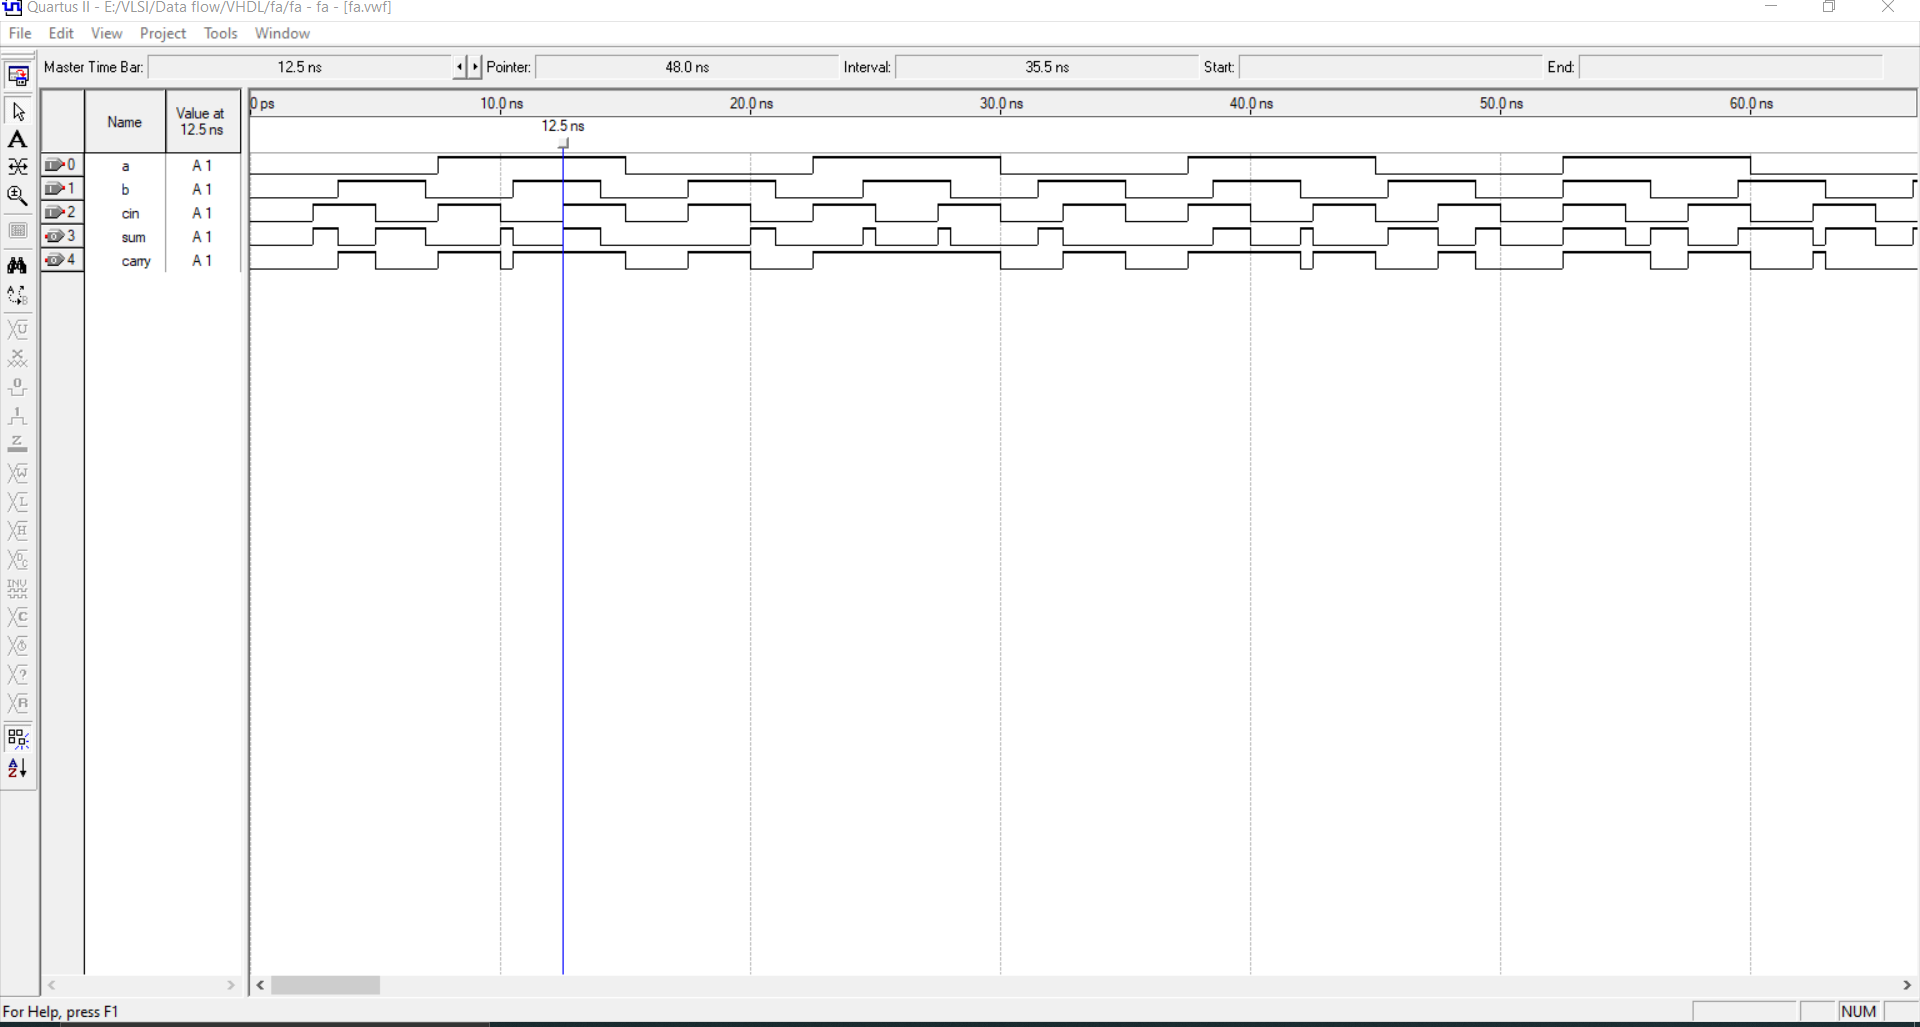 Quartus II - E:/VLSI/Data flow/VHDL/fa/fa - fa - [fa.vwf]
File Edit View Project Tools Window
Master Time Bar: 12.5 ns Pointer: 48.0 ns Interval: 35.5 ns Start: End:
Name Value at 12.5 ns
0 ps 10.0 ns 20.0 ns 30.0 ns 40.0 ns 50.0 ns 60.0 ns
12.5 ns
0 a A 1
1 b A 1
2 cin A 1
3 sum A 1
4 carry A 1
For Help, press F1 NUM